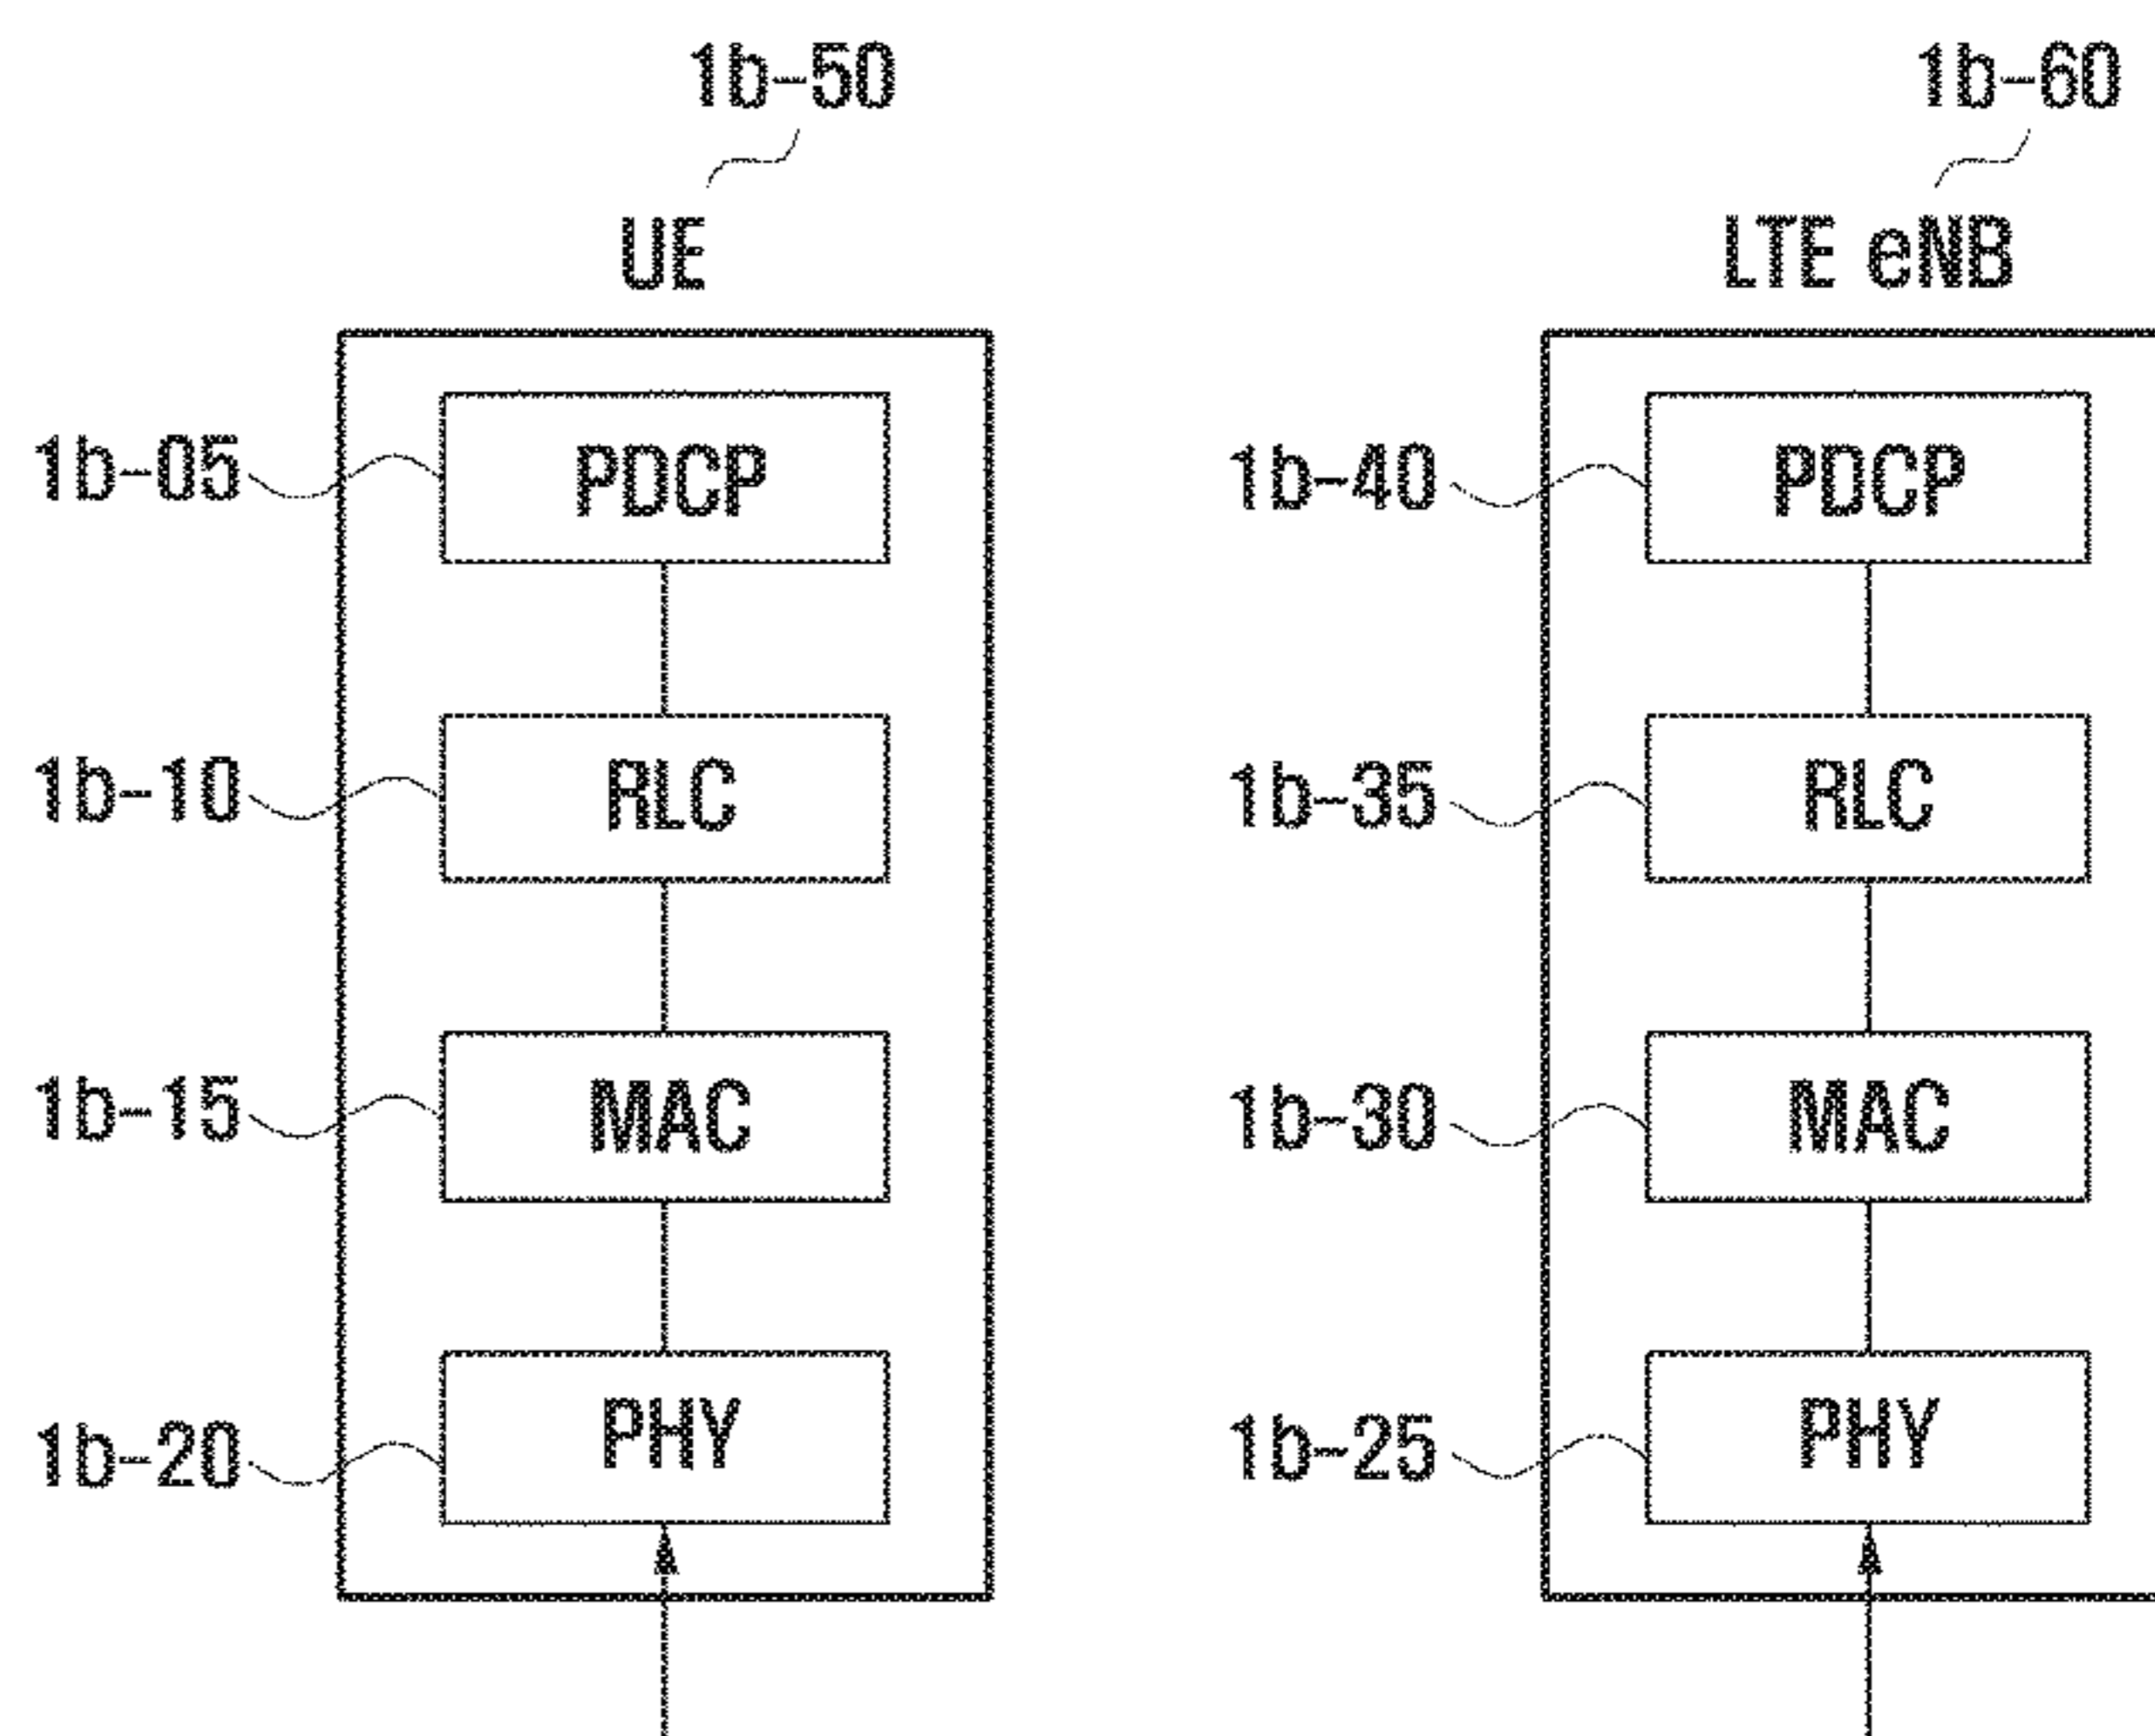 1b-50
1b-60
UE
LTE eNB
1b-05
PDCP
1b-40
PDCP
1b-10
RLC
1b-35
RLC
1b-15
MAC
1b-30
MAC
1b-20
PHY
1b-25
PHY